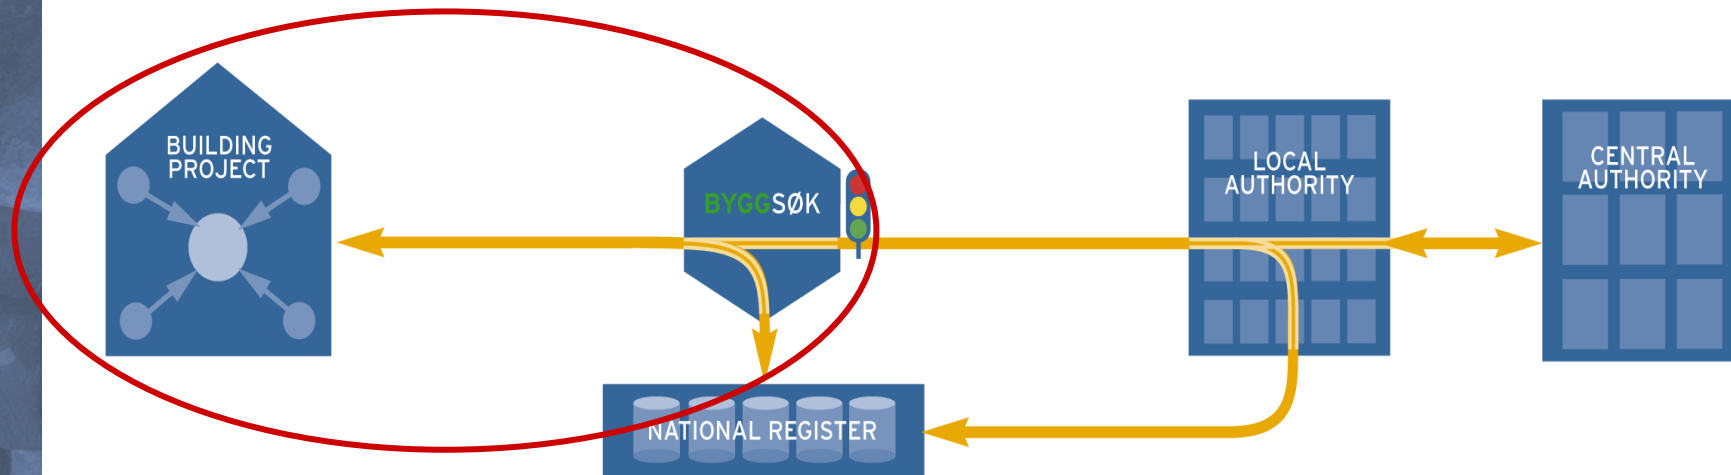 BUILDING
PROJECT
BYGGSØK
LOCAL
AUTHORITY
CENTRAL
AUTHORITY
NATIONAL REGISTER